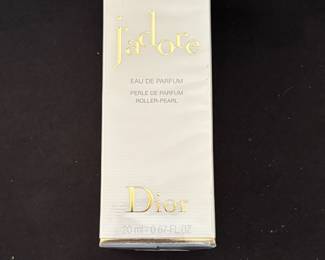 j'adore
EAU DE PARFUM
PERLE DE PARFUM
ROLLER-PEARL
Dior
20 ml - 0.67 FL.OZ